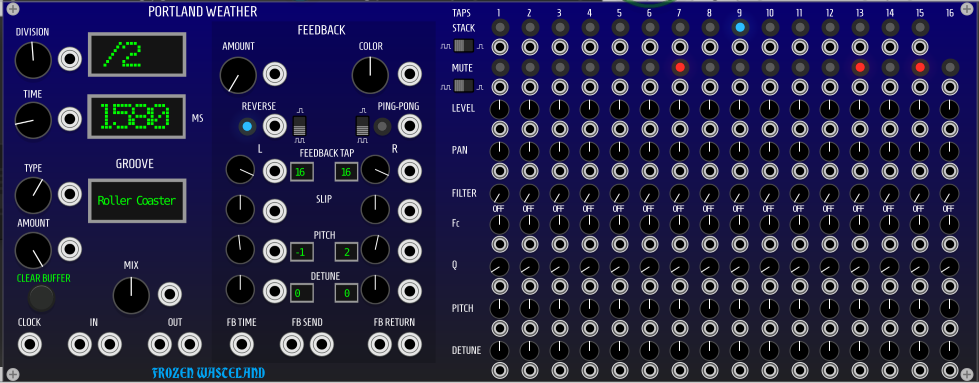 PORTLAND WEATHER
DIVISION
/2
TIME
1580
MS
TYPE
GROOVE
Roller Coaster
AMOUNT
CLEAR BUFFER
MIX
CLOCK
IN
OUT
FEEDBACK
AMOUNT
COLOR
REVERSE
PING-PONG
L
R
FEEDBACK TAP
16
16
SLIP
PITCH
-1
2
DETUNE
0
0
FB TIME
FB SEND
FB RETURN
TAPS 1 2 3 4 5 6 7 8 9 10 11 12 13 14 15 16
STACK
MUTE
LEVEL
PAN
FILTER
OFF OFF OFF OFF OFF OFF OFF OFF OFF OFF OFF OFF OFF OFF OFF OFF
Fc
Q
PITCH
DETUNE
FROZEN WASTELAND